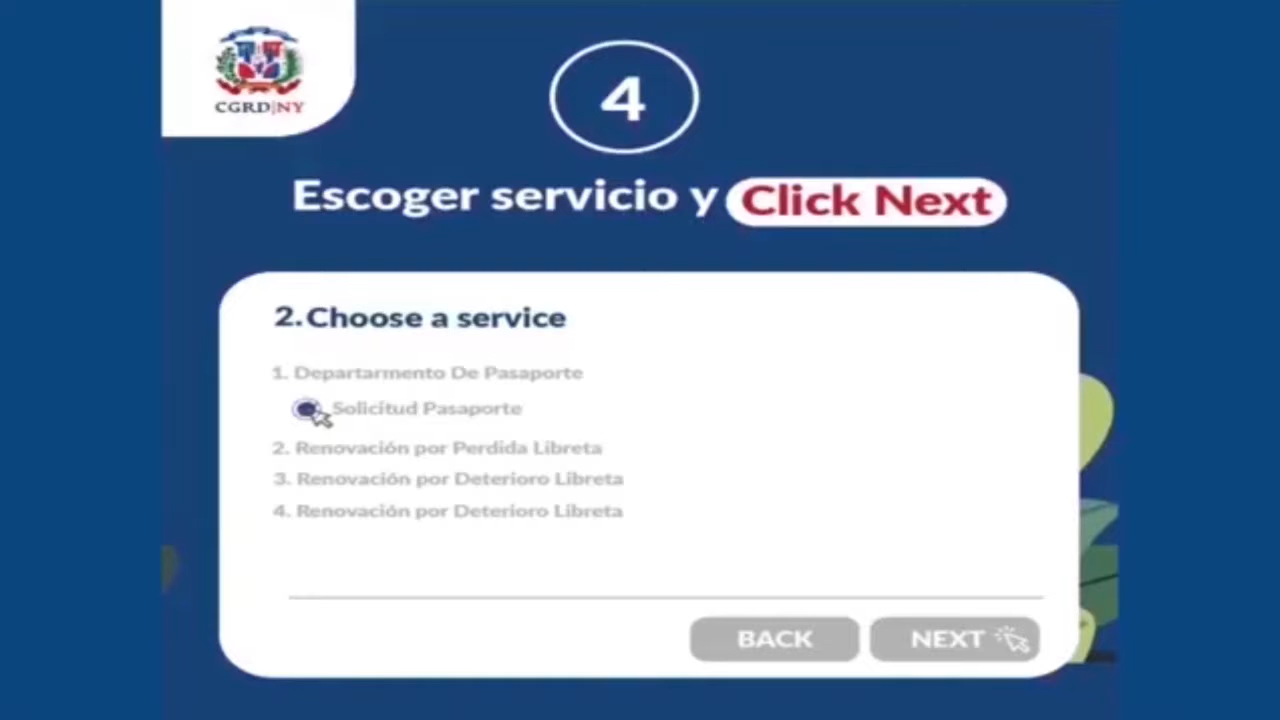 CGRD|NY
4
Escoger servicio y Click Next
2. Choose a service
1. Departarmento De Pasaporte
Solicitud Pasaporte
2. Renovación por Perdida Libreta
3. Renovación por Deterioro Libreta
4. Renovación por Deterioro Libreta
BACK
NEXT